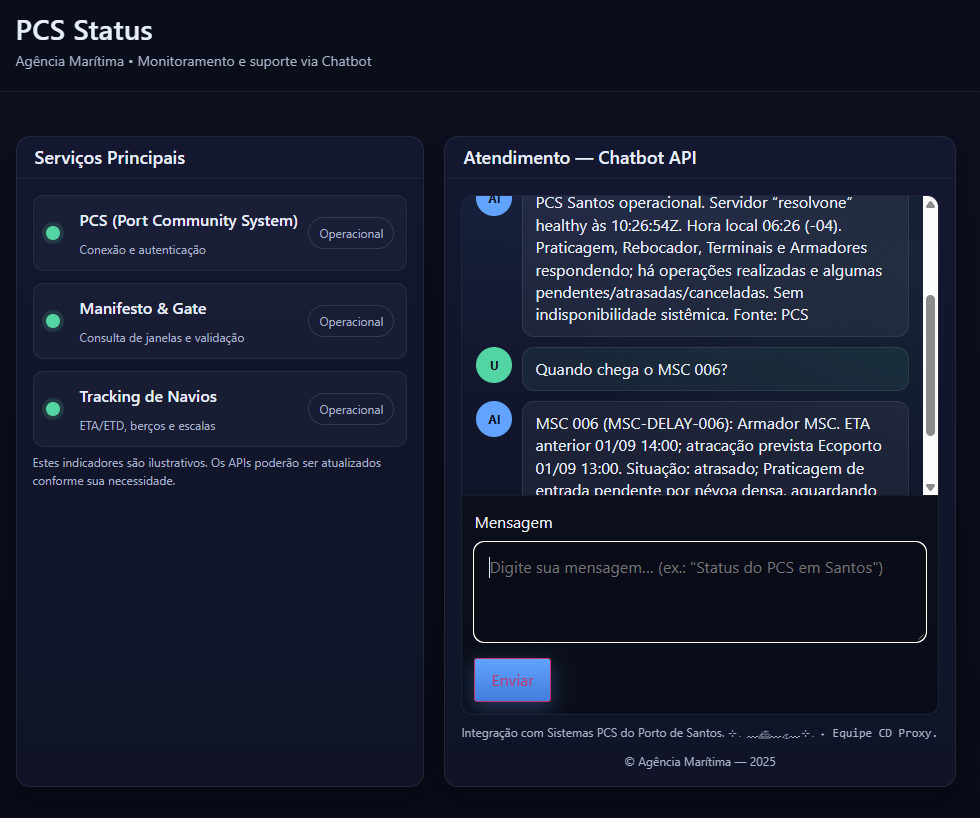 PCS Status
Agência Marítima • Monitoramento e suporte via Chatbot
Serviços Principais
PCS (Port Community System)
Conexão e autenticação
Operacional
Manifesto & Gate
Consulta de janelas e validação
Operacional
Tracking de Navios
ETA/ETD, berços e escalas
Operacional
Estes indicadores são ilustrativos. Os APIs poderão ser atualizados
conforme sua necessidade.
Atendimento — Chatbot API
AI
PCS Santos operacional. Servidor “resolvone”
healthy às 10:26:54Z. Hora local 06:26 (-04).
Praticagem, Rebocador, Terminais e Armadores
respondendo; há operações realizadas e algumas
pendentes/atrasadas/canceladas. Sem
indisponibilidade sistêmica. Fonte: PCS
U
Quando chega o MSC 006?
AI
MSC 006 (MSC-DELAY-006): Armador MSC. ETA
anterior 01/09 14:00; atracação prevista Ecoporto
01/09 13:00. Situação: atrasado; Praticagem de
entrada pendente por névoa densa, aguardando
Mensagem
Digite sua mensagem... (ex.: "Status do PCS em Santos")
Enviar
Integração com Sistemas PCS do Porto de Santos. • Equipe CD Proxy.
© Agência Marítima — 2025